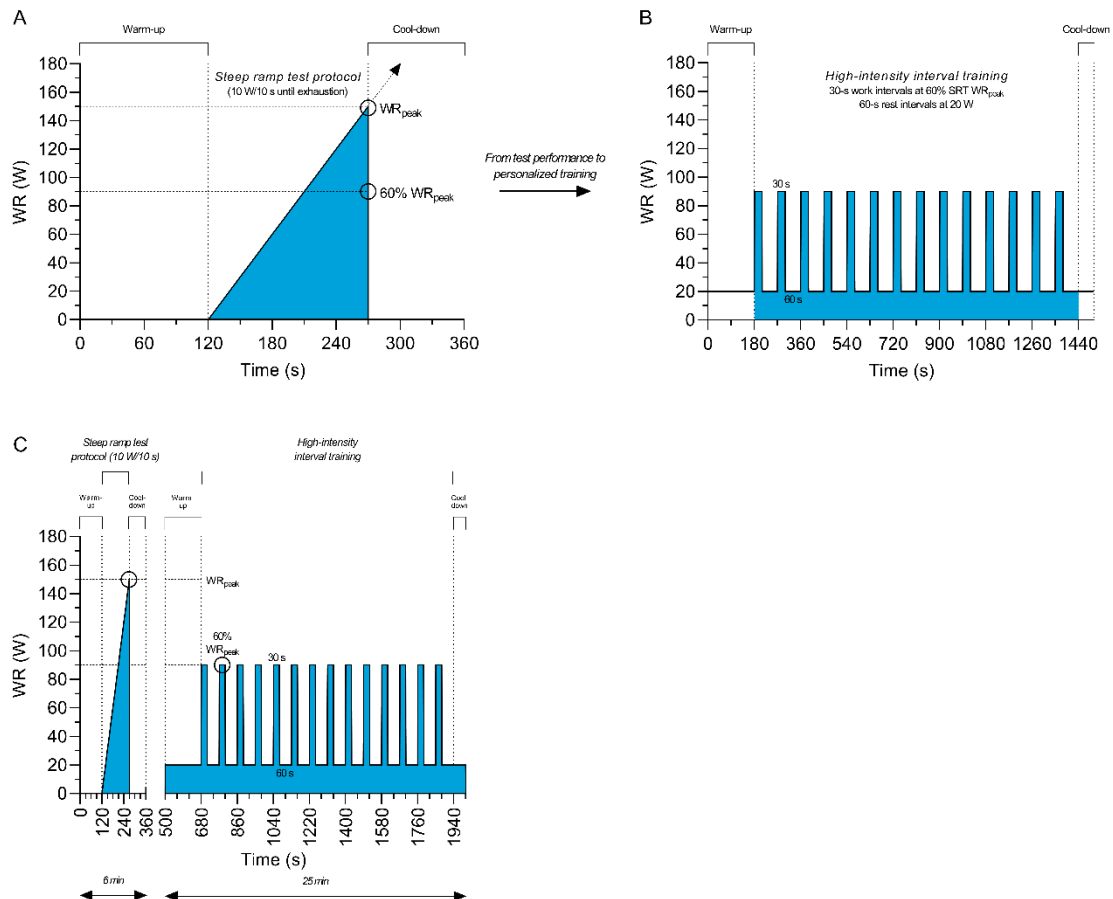 A
Warm-up
Cool-down
Steep ramp test protocol
(10 W/10 s until exhaustion)
WRpeak
60% WRpeak
WR (W)
180
160
140
120
100
80
60
40
20
0
0 60 120 180 240 300 360
Time (s)
From test performance to
personalized training
B
Warm-up
Cool-down
High-intensity interval training
30-s work intervals at 60% SRT WRpeak
60-s rest intervals at 20 W
30 s
60 s
WR (W)
180
160
140
120
100
80
60
40
20
0
0 180 360 540 720 900 1080 1260 1440
Time (s)
C
Steep ramp test
protocol (10 W/10 s)
High-intensity
interval training
Warm-
up
Cool-
down
Warm
up
Cool
down
WRpeak
60%
WRpeak
30 s
60 s
WR (W)
180
160
140
120
100
80
60
40
20
0
0 120 240 360 500 680 860 1040 1220 1400 1580 1760 1940
Time (s)
6 min
25 min